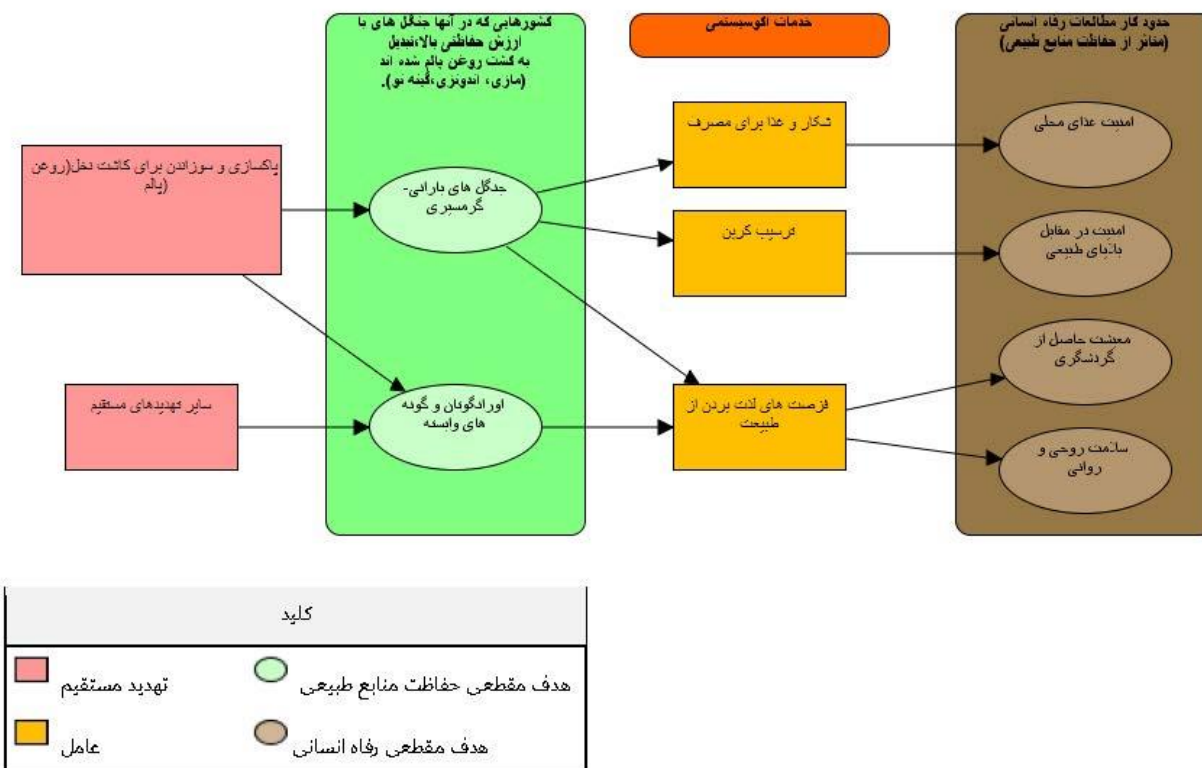 کشورهایی که در آنها جنگل های با
ارزش حفاظتی بالا،تبدیل
به کشت روغن پالم شده اند
(مازی، اندونزی،گینه نو).
خدمات اکوسیستمی
حدود کار مطالعات رفاه انسانی
(متاثر از حفاظت منابع طبیعی)
پاکسازی و سوزاندن برای کاشت نخل(روغن
پالم)
سایر تهدیدهای مستقیم
جنگل های بارانی-
گرمسیری
اورانگوتان و گونه
های وابسته
شکار و غذا برای مصرف
ترسیب کربن
فرصت های لذت بردن از
طبیعت
امنیت غذای محلی
امنیت در مقابل
بلایای طبیعی
معیشت حاصل از
گردشگری
سلامت روحی و
روانی
کلید
تهدید مستقیم
هدف مقطعی حفاظت منابع طبیعی
عامل
هدف مقطعی رفاه انسانی